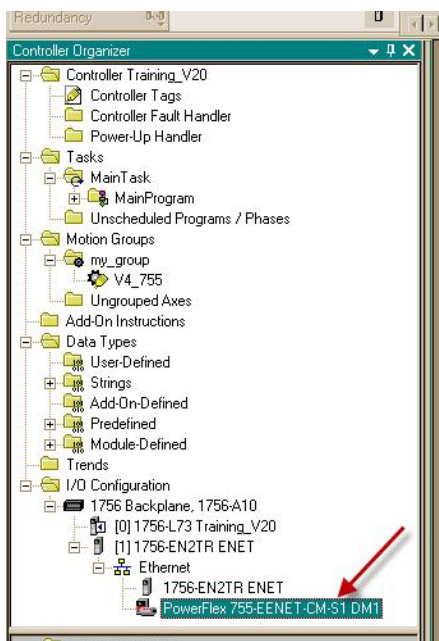 Redundancy
Controller Organizer
Controller Training_V20
Controller Tags
Controller Fault Handler
Power-Up Handler
Tasks
MainTask
MainProgram
Unscheduled Programs / Phases
Motion Groups
my_group
V4_755
Ungrouped Axes
Add-On Instructions
Data Types
User-Defined
Strings
Add-On-Defined
Predefined
Module-Defined
Trends
I/O Configuration
1756 Backplane, 1756-A10
[0] 1756-L73 Training_V20
[1] 1756-EN2TR ENET
Ethernet
1756-EN2TR ENET
PowerFlex 755-EENET-CM-S1 DM1